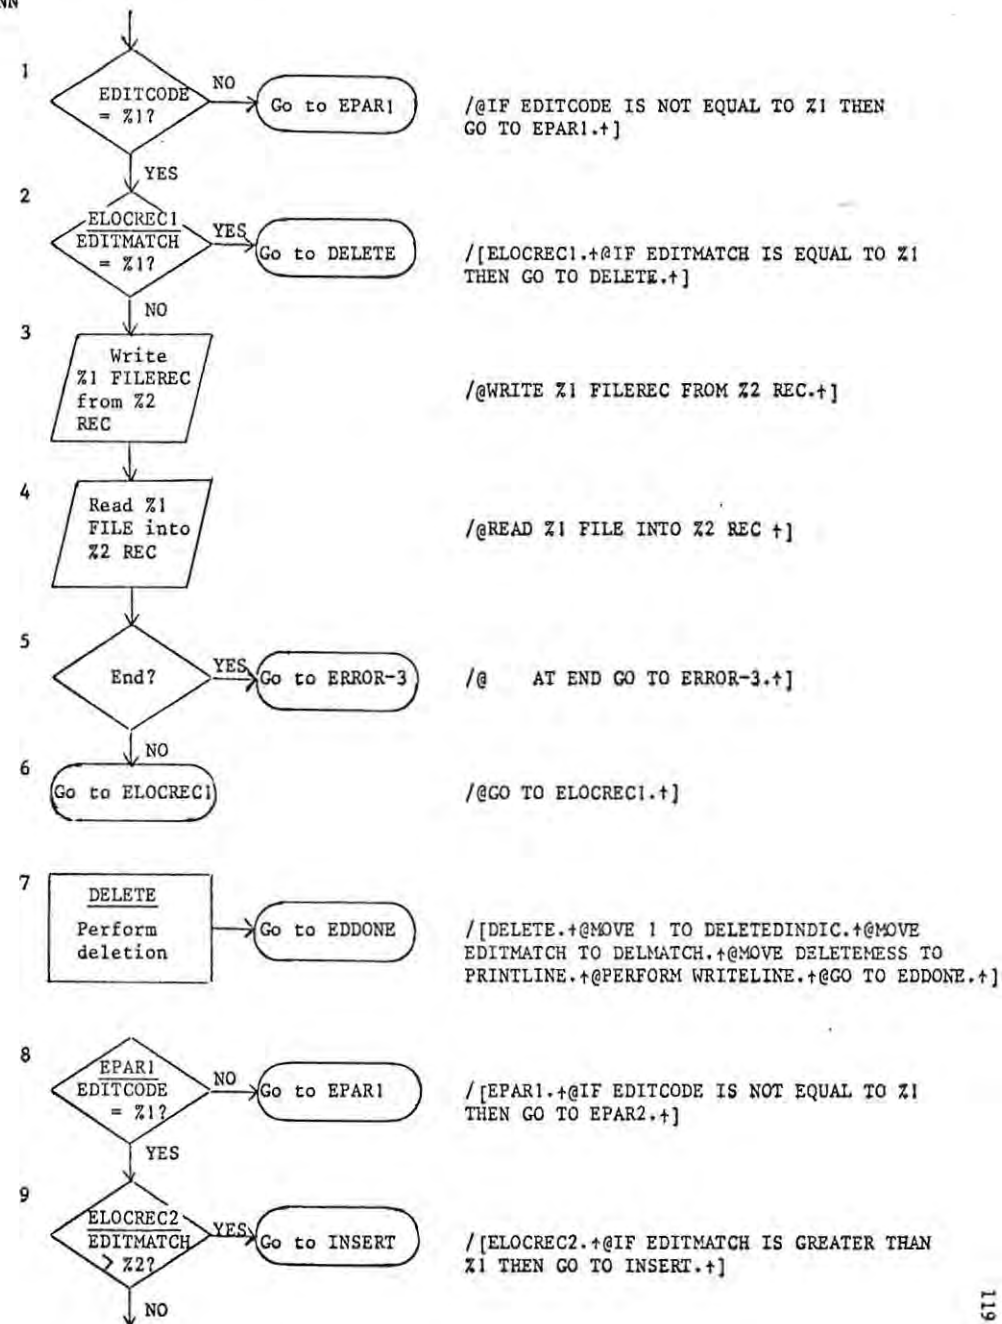 NN
1
EDITCODE
= %1?
NO
Go to EPAR1
/@IF EDITCODE IS NOT EQUAL TO %1 THEN
GO TO EPAR1.↑]
YES
2
ELOCREC1
EDITMATCH
= %1?
YES
Go to DELETE
/[ELOCREC1.↑@IF EDITMATCH IS EQUAL TO %1
THEN GO TO DELETE.↑]
NO
3
Write
%1 FILEREC
from %2
REC
/@WRITE %1 FILEREC FROM %2 REC.↑]
4
Read %1
FILE into
%2 REC
/@READ %1 FILE INTO %2 REC ↑]
5
End?
YES
Go to ERROR-3
/@ AT END GO TO ERROR-3.↑]
NO
6
Go to ELOCREC1
/@GO TO ELOCREC1.↑]
7
DELETE
Perform
deletion
Go to EDDONE
/[DELETE.↑@MOVE 1 TO DELETEDINDIC.↑@MOVE
EDITMATCH TO DELMATCH.↑@MOVE DELETEMESS TO
PRINTLINE.↑@PERFORM WRITELINE.↑@GO TO EDDONE.↑]
8
EPAR1
EDITCODE
= %1?
NO
Go to EPAR1
/[EPAR1.↑@IF EDITCODE IS NOT EQUAL TO %1
THEN GO TO EPAR2.↑]
YES
9
ELOCREC2
EDITMATCH
> %2?
YES
Go to INSERT
/[ELOCREC2.↑@IF EDITMATCH IS GREATER THAN
%1 THEN GO TO INSERT.↑]
NO
119